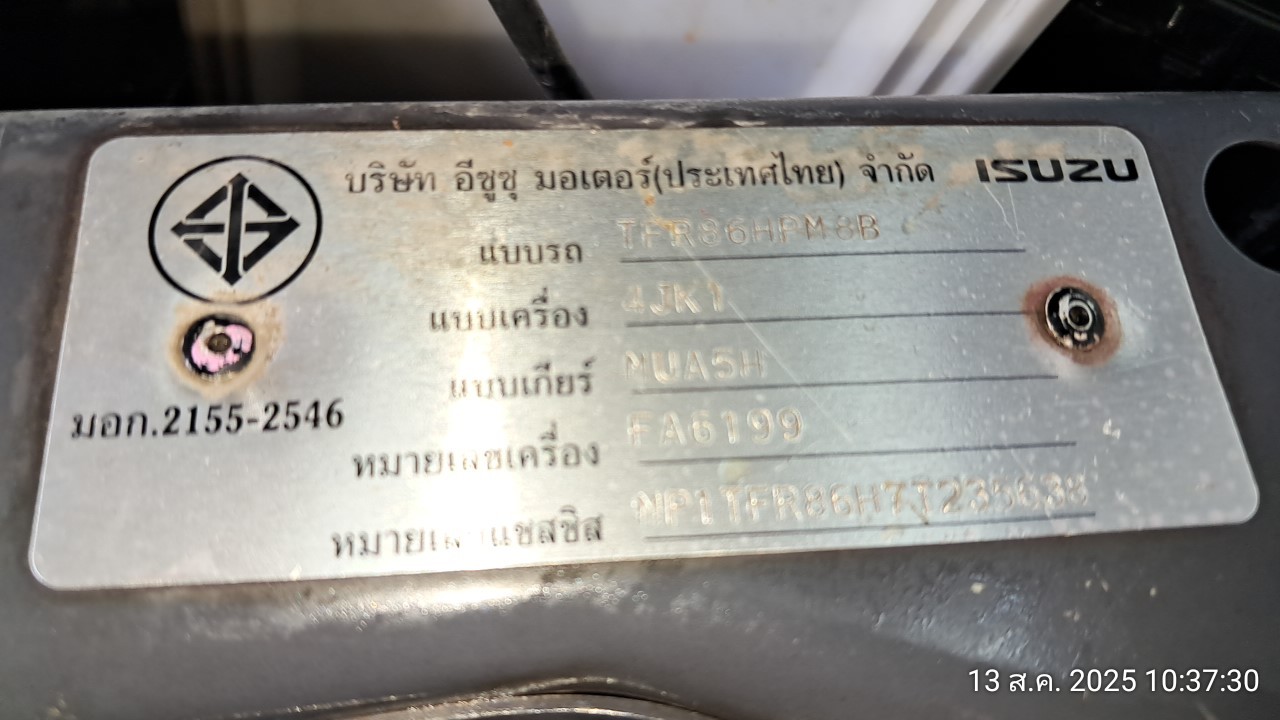 บริษัท อีซูซุ มอเตอร์(ประเทศไทย) จำกัด ISUZU
แบบรถ TFR86HPM8B
แบบเครื่อง 4JK1
แบบเกียร์ MUA5H
มอก.2155-2546
หมายเลขเครื่อง FA6199
หมายเลขแชสซิส MP1TFR86H7T235638
13 ส.ค. 2025 10:37:30